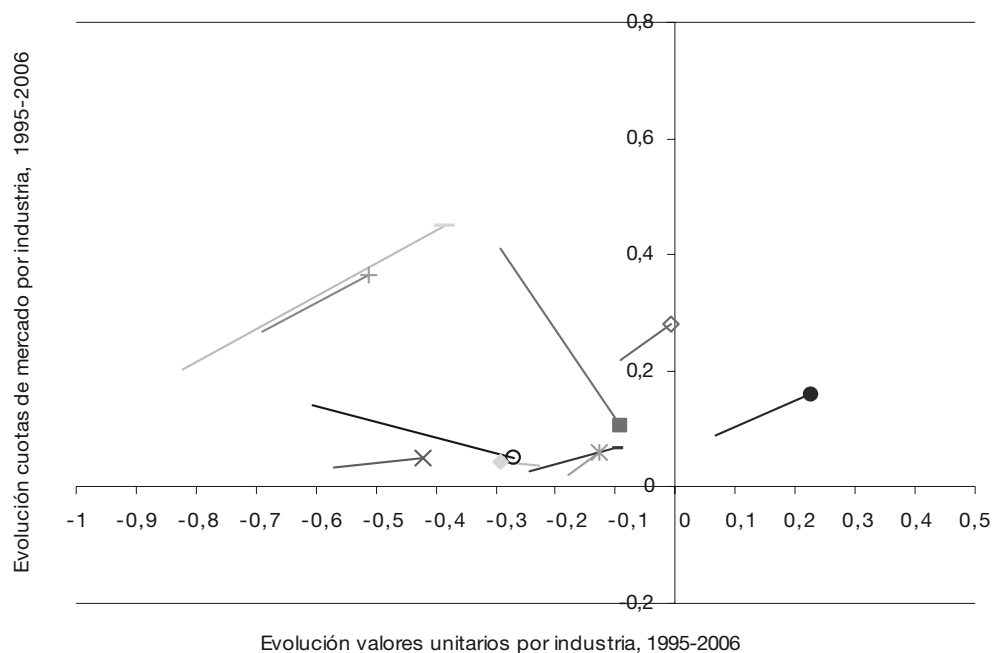 Evolución cuotas de mercado por industria, 1995-2006
0,8
0,6
0,4
0,2
0
-0,2
-1 -0,9 -0,8 -0,7 -0,6 -0,5 -0,4 -0,3 -0,2 -0,1 0 0,1 0,2 0,3 0,4 0,5
Evolución valores unitarios por industria, 1995-2006